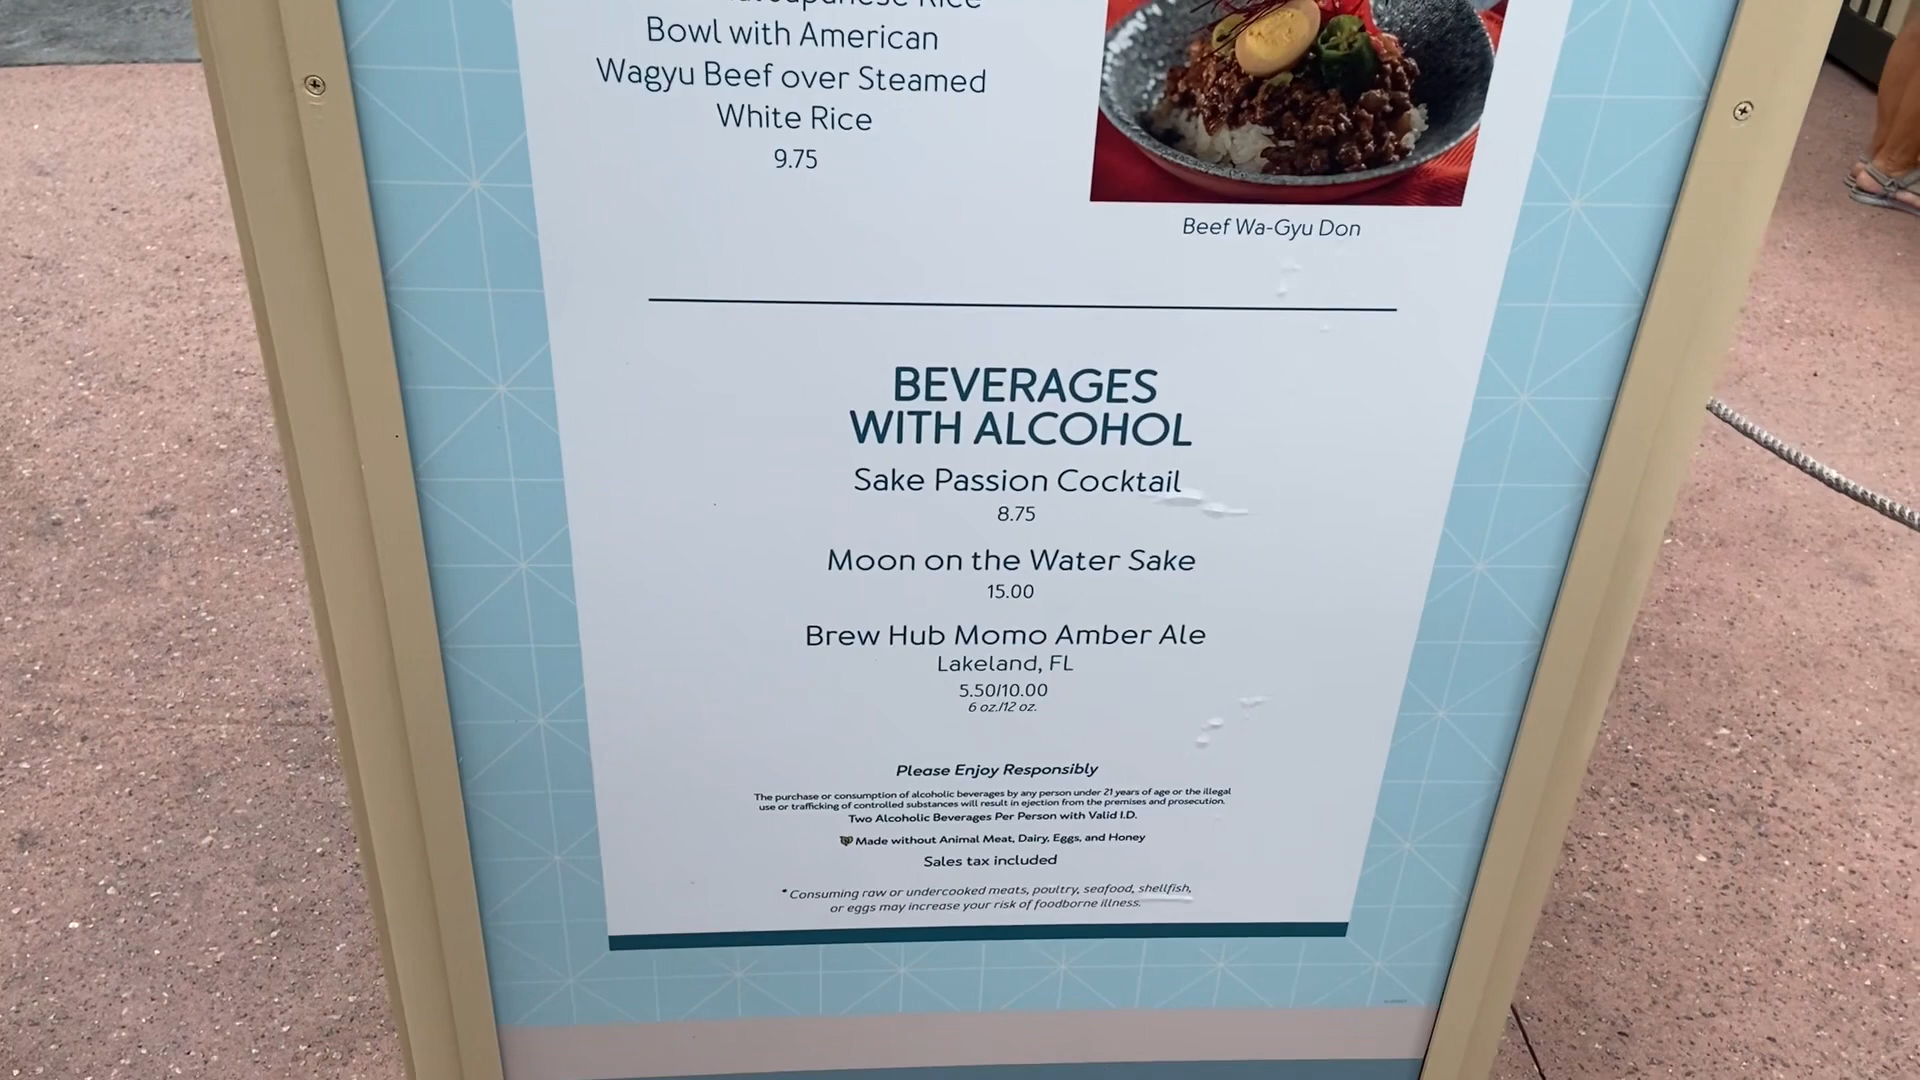 Japanese Rice
Bowl with American
Wagyu Beef over Steamed
White Rice
9.75
Beef Wa-Gyu Don
BEVERAGES
WITH ALCOHOL
Sake Passion Cocktail
8.75
Moon on the Water Sake
15.00
Brew Hub Momo Amber Ale
Lakeland, FL
5.50/10.00
6 oz./12 oz.
Please Enjoy Responsibly
The purchase or consumption of alcoholic beverages by any person under 21 years of age or the illegal
use or trafficking of controlled substances will result in ejection from the premises and prosecution.
Two Alcoholic Beverages Per Person with Valid I.D.
Made without Animal Meat, Dairy, Eggs, and Honey
Sales tax included
* Consuming raw or undercooked meats, poultry, seafood, shellfish,
or eggs may increase your risk of foodborne illness.